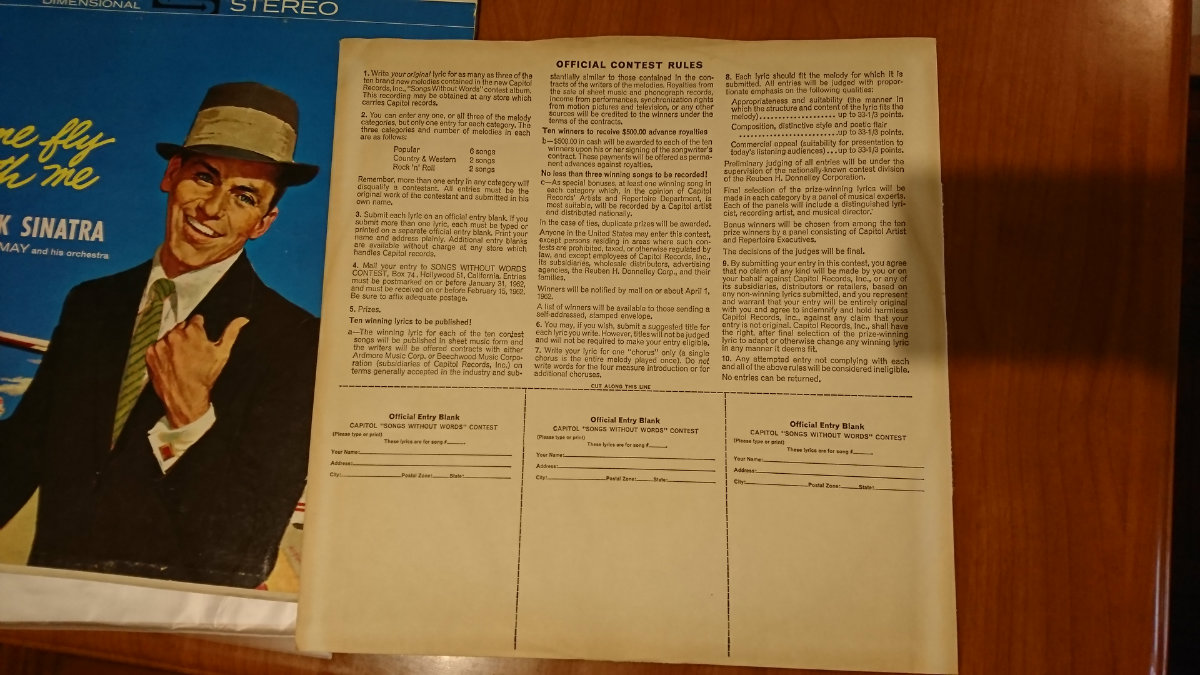 DIMENSIONAL
STEREO
me fly
th me
K SINATRA
MAY and his orchestra
OFFICIAL CONTEST RULES
1. Write your original lyric for as many as three of the
ten brand new melodies contained in the new Capitol
Records, Inc., "Songs Without Words" contest album.
This recording may be obtained at any store which
carries Capitol records.
2. You can enter any one, or all three of the melody
categories, but only one entry for each category. The
three categories and number of melodies in each
are as follows:
Popular 6 songs
Country & Western 2 songs
Rock 'n' Roll 2 songs
Remember, more than one entry in any category will
disqualify a contestant. All entries must be the
original work of the contestant and submitted in his
own name.
3. Submit each lyric on an official entry blank. If you
submit more than one lyric, each must be typed or
printed on a separate official entry blank. Print your
name and address plainly. Additional entry blanks
are available without charge at any store which
handles Capitol records.
4. Mail your entry to SONGS WITHOUT WORDS
CONTEST, Box 74, Hollywood 51, California. Entries
must be postmarked on or before January 31, 1962,
and must be received on or before February 15, 1962.
Be sure to affix adequate postage.
5. Prizes.
Ten winning lyrics to be published!
a—The winning lyric for each of the ten contest
songs will be published in sheet music form and
the writers will be offered contracts with either
Ardmore Music Corp. or Beechwood Music Corpo-
ration (subsidiaries of Capitol Records, Inc.) on
terms generally accepted in the industry and sub-
stantially similar to those contained in the con-
tracts of the writers of the melodies. Royalties from
the sale of sheet music and phonograph records,
income from performances, synchronization rights
from motion pictures and television, or any other
sources will be credited to the winners under the
terms of the contracts.
Ten winners to receive $500.00 advance royalties
b—$500.00 in cash will be awarded to each of the ten
winners upon his or her signing of the songwriter's
contract. These payments will be offered as perma-
nent advances against royalties.
No less than three winning songs to be recorded!
c—As special bonuses, at least one winning song in
each category which, in the opinion of Capitol
Records' Artists and Repertoire Department, is
most suitable, will be recorded by a Capitol artist
and distributed nationally.
In the case of ties, duplicate prizes will be awarded.
Anyone in the United States may enter this contest,
except persons residing in areas where such con-
tests are prohibited, taxed, or otherwise regulated by
law, and except employees of Capitol Records, Inc.,
its subsidiaries, wholesale distributors, advertising
agencies, the Reuben H. Donnelley Corp., and their
families.
Winners will be notified by mail on or about April 1,
1962.
A list of winners will be available to those sending a
self-addressed, stamped envelope.
6. You may, if you wish, submit a suggested title for
each lyric you write. However, titles will not be judged
and will not be required to make your entry eligible.
7. Write your lyric for one "chorus" only (a single
chorus is the entire melody played once). Do not
write words for the four measure introduction or for
additional choruses.
8. Each lyric should fit the melody for which it is
submitted. All entries will be judged with propor-
tionate emphasis on the following qualities:
Appropriateness and suitability (the manner in
which the structure and content of the lyric fits the
melody).................. up to 33-1/3 points.
Composition, distinctive style and poetic flair
..............................up to 33-1/3 points.
Commercial appeal (suitability for presentation to
today's listening audiences)...up to 33-1/3 points.
Preliminary judging of all entries will be under the
supervision of the nationally-known contest division
of the Reuben H. Donnelley Corporation.
Final selection of the prize-winning lyrics will be
made in each category by a panel of musical experts.
Each of the panels will include a distinguished lyri-
cist, recording artist, and musical director.
Bonus winners will be chosen from among the ten
prize winners by a panel consisting of Capitol Artist
and Repertoire Executives.
The decisions of the judges will be final.
9. By submitting your entry in this contest, you agree
that no claim of any kind will be made by you or on
your behalf against Capitol Records, Inc., or any of
its subsidiaries, distributors or retailers, based on
any non-winning lyrics submitted, and you represent
and warrant that your entry will be entirely original
with you and agree to indemnify and hold harmless
Capitol Records, Inc., against any claim that your
entry is not original. Capitol Records, Inc., shall have
the right, after final selection of the prize-winning
lyric to adapt or otherwise change any winning lyric
in any manner it deems fit.
10. Any attempted entry not complying with each
and all of the above rules will be considered ineligible.
No entries can be returned.
CUT ALONG THIS LINE
Official Entry Blank
CAPITOL "SONGS WITHOUT WORDS" CONTEST
(Please type or print)
These lyrics are for song #
Your Name:
Address:
City: Postal Zone: State:
Official Entry Blank
CAPITOL "SONGS WITHOUT WORDS" CONTEST
(Please type or print)
These lyrics are for song #
Your Name:
Address:
City: Postal Zone: State:
Official Entry Blank
CAPITOL "SONGS WITHOUT WORDS" CONTEST
(Please type or print)
These lyrics are for song #
Your Name:
Address:
City: Postal Zone: State: